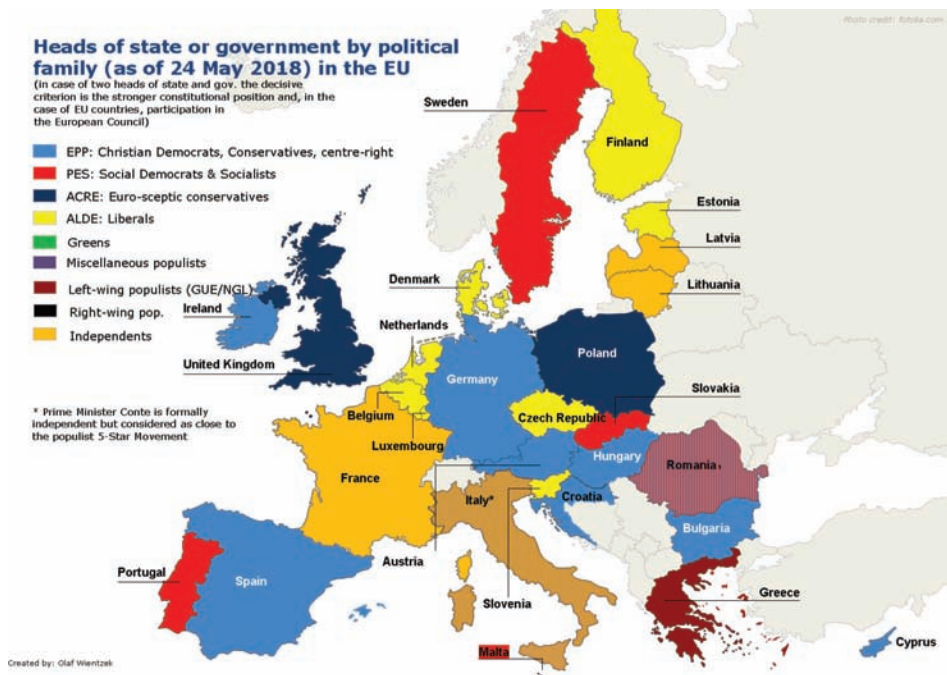 Photo credit: fotolia.com
Heads of state or government by political
family (as of 24 May 2018) in the EU
(in case of two heads of state and gov. the decisive
criterion is the stronger constitutional position and, in the
case of EU countries, participation in
the European Council)
EPP: Christian Democrats, Conservatives, centre-right
PES: Social Democrats & Socialists
ACRE: Euro-sceptic conservatives
ALDE: Liberals
Greens
Miscellaneous populists
Left-wing populists (GUE/NGL)
Right-wing pop.
Independents
* Prime Minister Conte is formally
independent but considered as close to
the populist 5-Star Movement
Sweden
Finland
Estonia
Latvia
Lithuania
Denmark
Ireland
Netherlands
United Kingdom
Poland
Germany
Slovakia
Belgium
Czech Republic
Luxembourg
Hungary
Romania
France
Italy*
Croatia
Bulgaria
Austria
Portugal
Spain
Slovenia
Greece
Malta
Cyprus
Created by: Olaf Wientzek